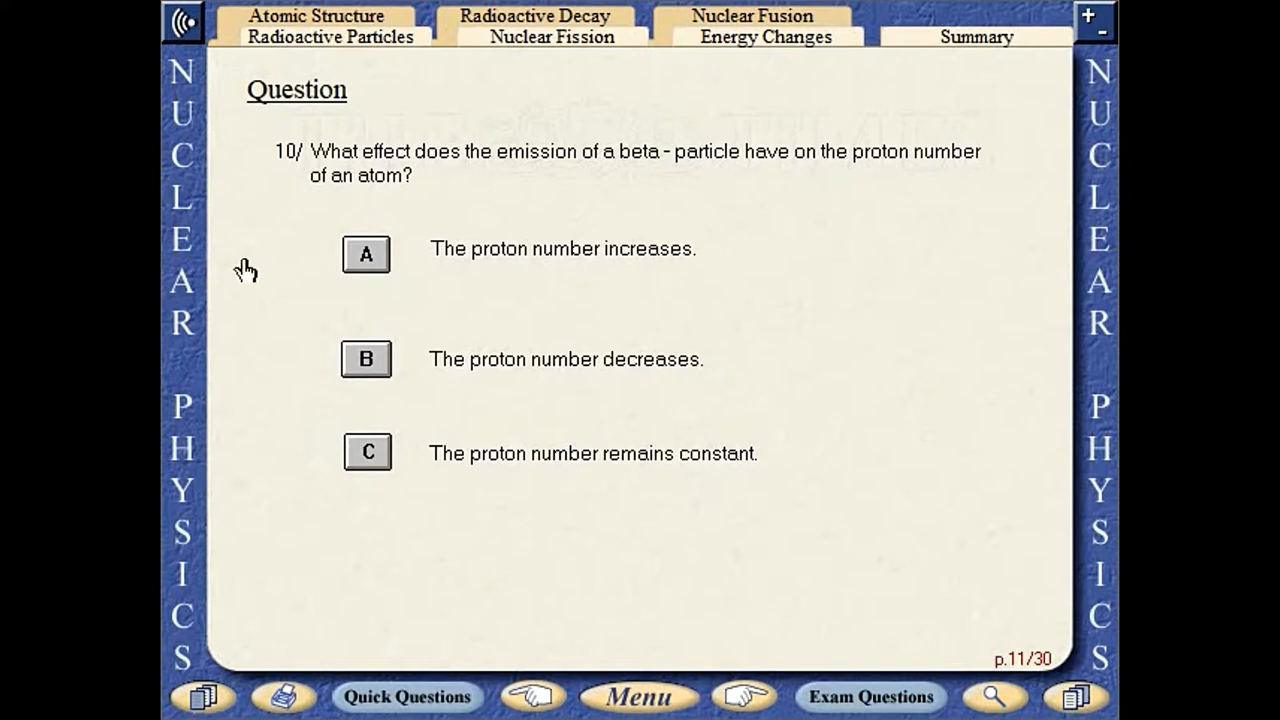 Atomic Structure
Radioactive Decay
Nuclear Fusion
Radioactive Particles
Nuclear Fission
Energy Changes
Summary
+
-
NUCLEAR PHYSICS
NUCLEAR PHYSICS
Question
10/ What effect does the emission of a beta - particle have on the proton number
of an atom?
A The proton number increases.
B The proton number decreases.
C The proton number remains constant.
p.11/30
Quick Questions
Menu
Exam Questions